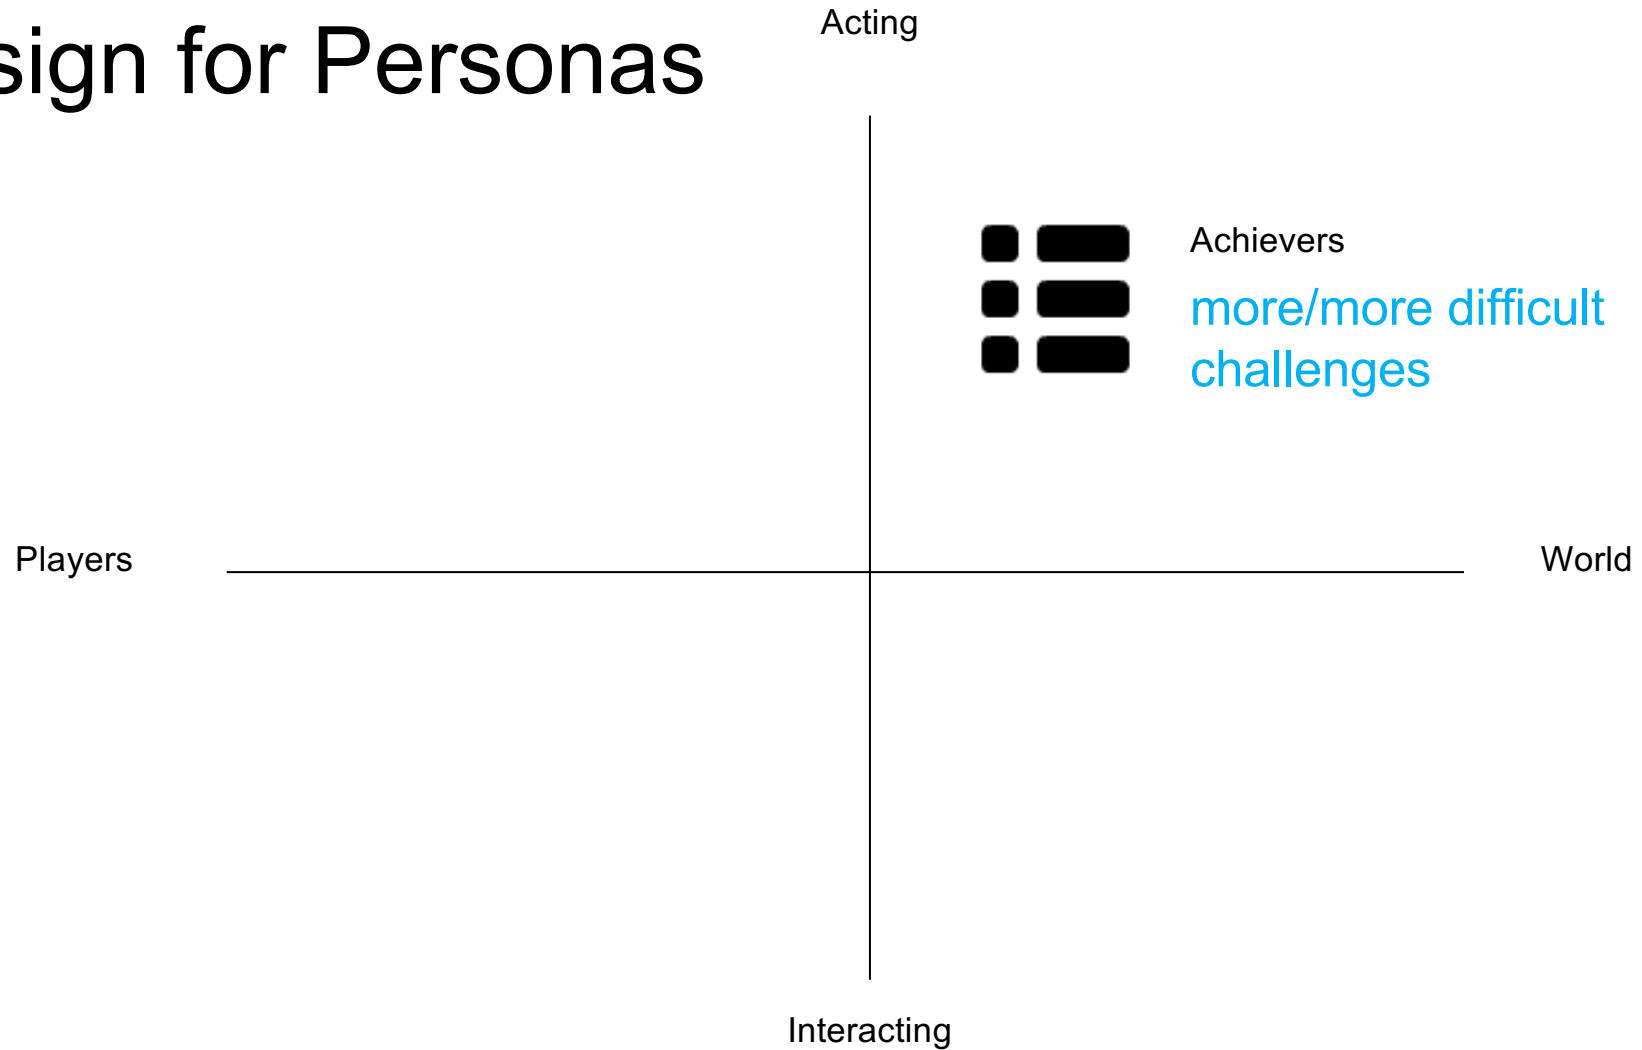 sign for Personas
Acting
Achievers
more/more difficult
challenges
Players
World
Interacting